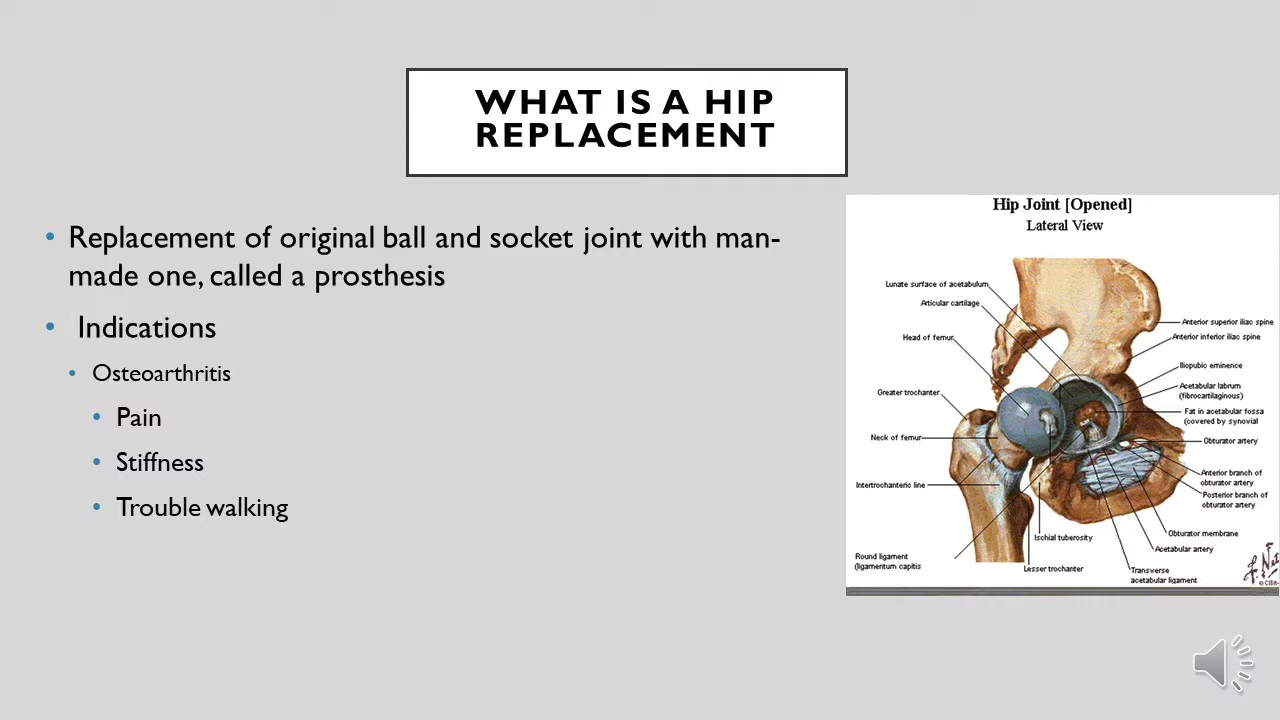 WHAT IS A HIP
REPLACEMENT
• Replacement of original ball and socket joint with man-
made one, called a prosthesis
• Indications
• Osteoarthritis
• Pain
• Stiffness
• Trouble walking
Hip Joint [Opened]
Lateral View
Lunate surface of acetabulum
Articular cartilage
Head of femur
Greater trochanter
Neck of femur
Intertrochanteric line
Round ligament
(ligamentum capitis
Anterior superior iliac spine
Anterior inferior iliac spine
Iliopubic eminence
Acetabular labrum
(fibrocartilaginous)
Fat in acetabular fossa
(covered by synovial
Obturator artery
Anterior branch of
obturator artery
Posterior branch of
obturator artery
Obturator membrane
Acetabular artery
Transverse
acetabular ligament
Ischial tuberosity
Lesser trochanter